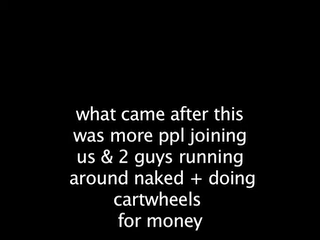 what came after this
was more ppl joining
us & 2 guys running
around naked + doing
cartwheels
for money